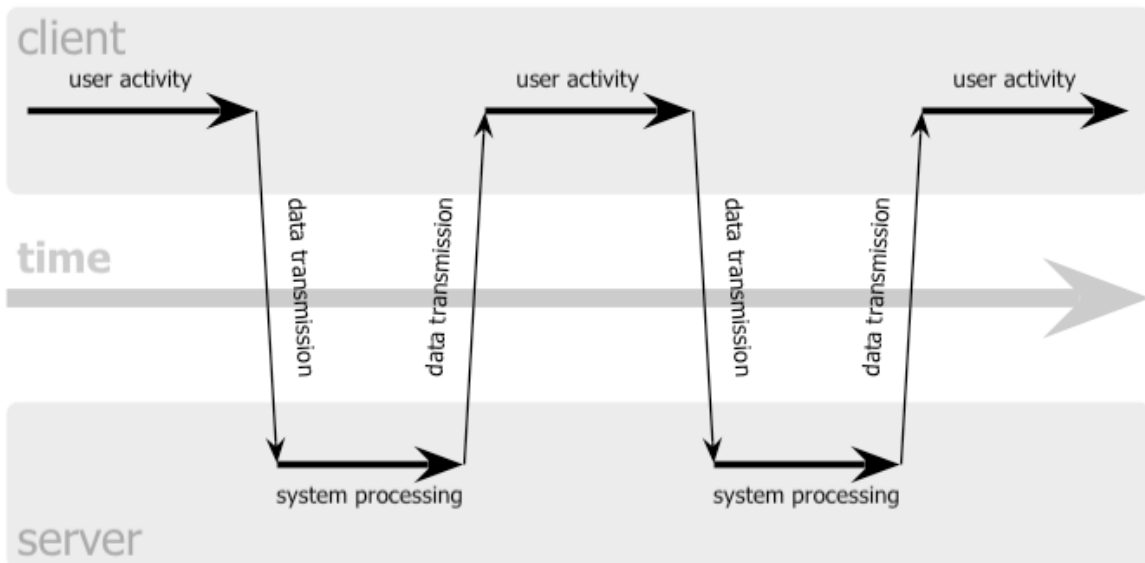 client
user activity
user activity
user activity
data transmission
data transmission
data transmission
data transmission
time
system processing
system processing
server